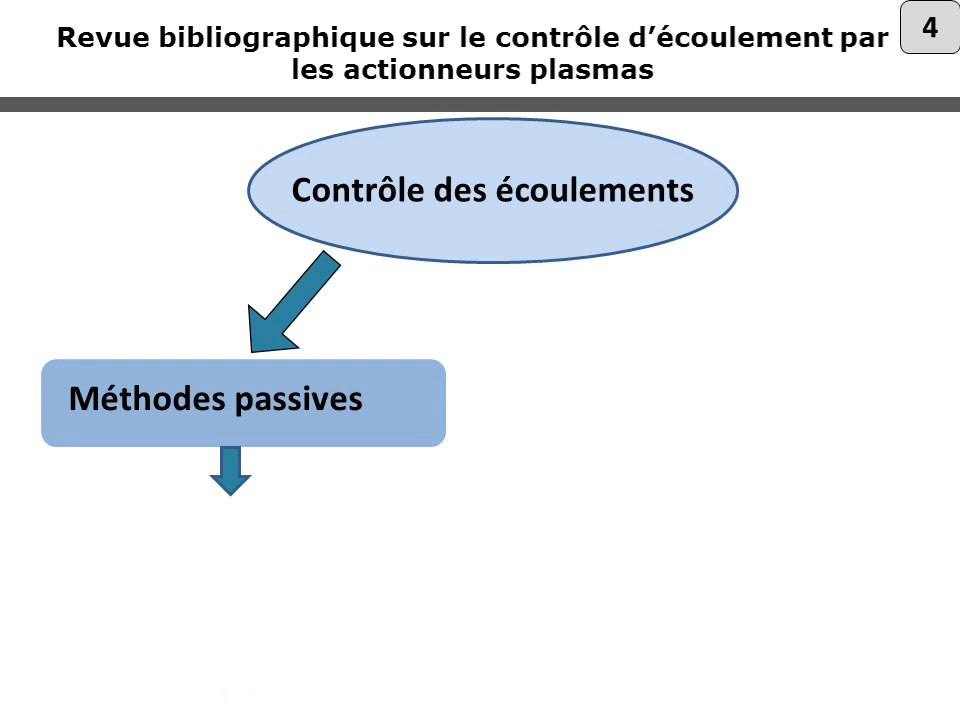 Revue bibliographique sur le contrôle d’écoulement par
les actionneurs plasmas
4
Contrôle des écoulements
Méthodes passives